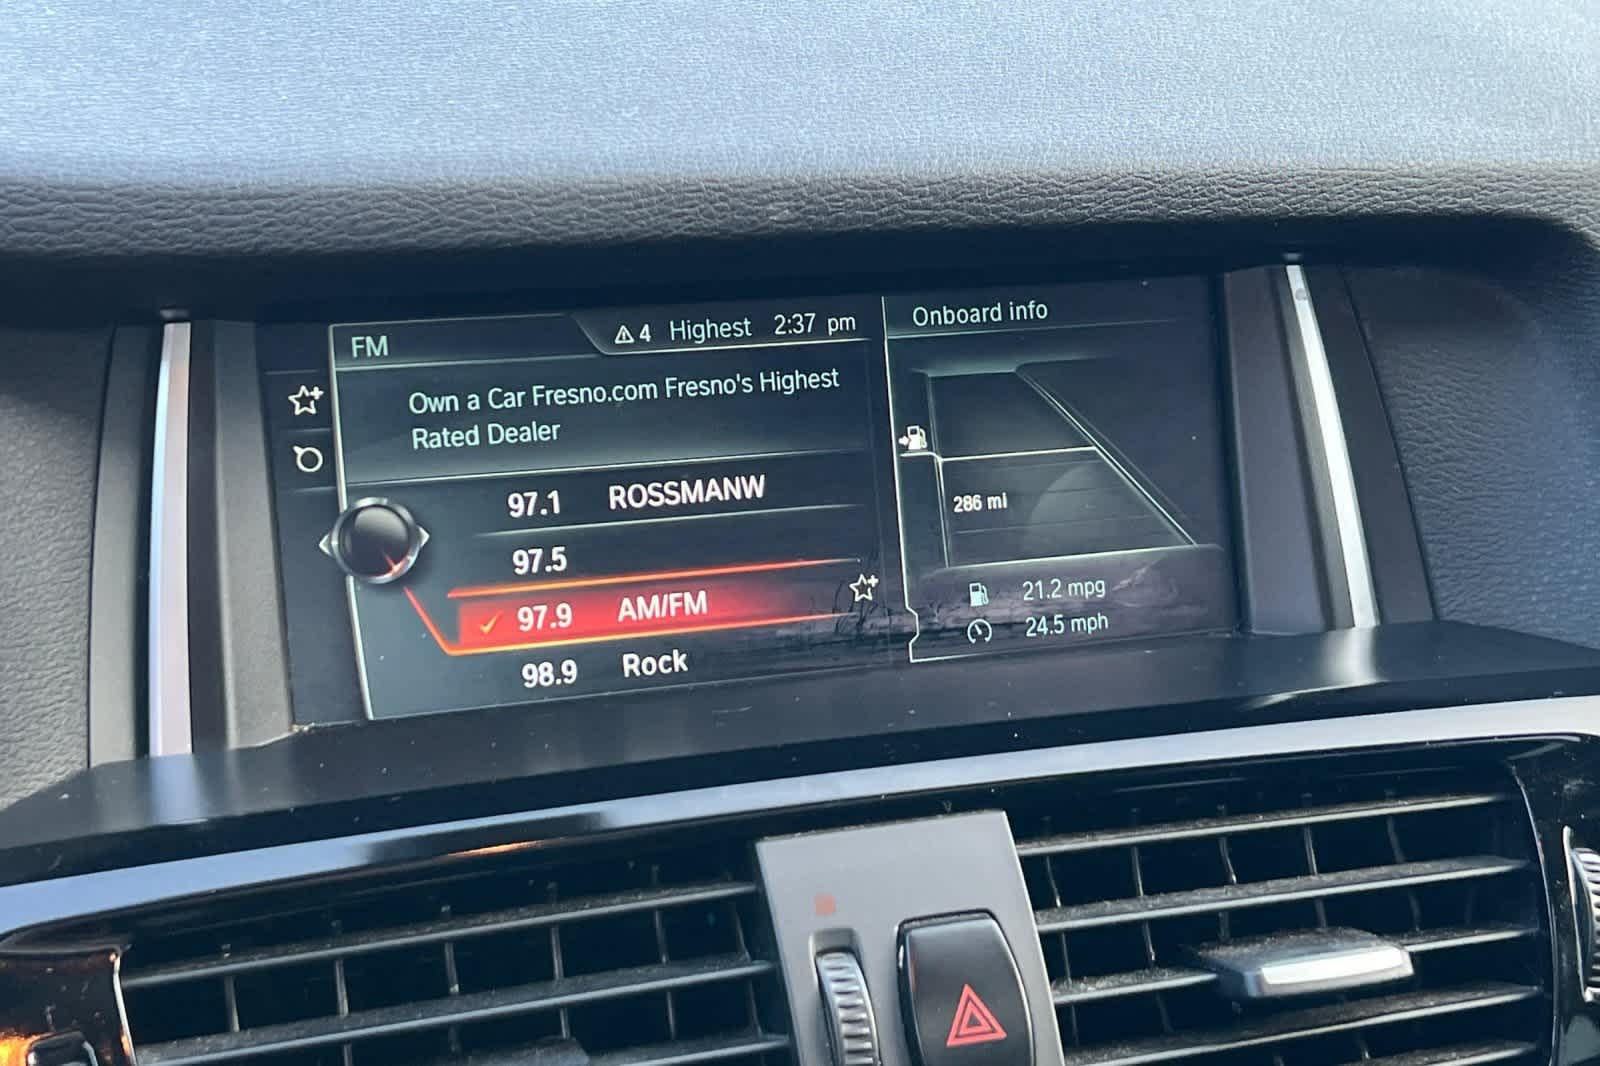 FM
4 Highest 2:37 pm
Own a Car Fresno.com Fresno's Highest
Rated Dealer
97.1 ROSSMANW
97.5
97.9 AM/FM
98.9 Rock
Onboard info
286 mi
21.2 mpg
24.5 mph